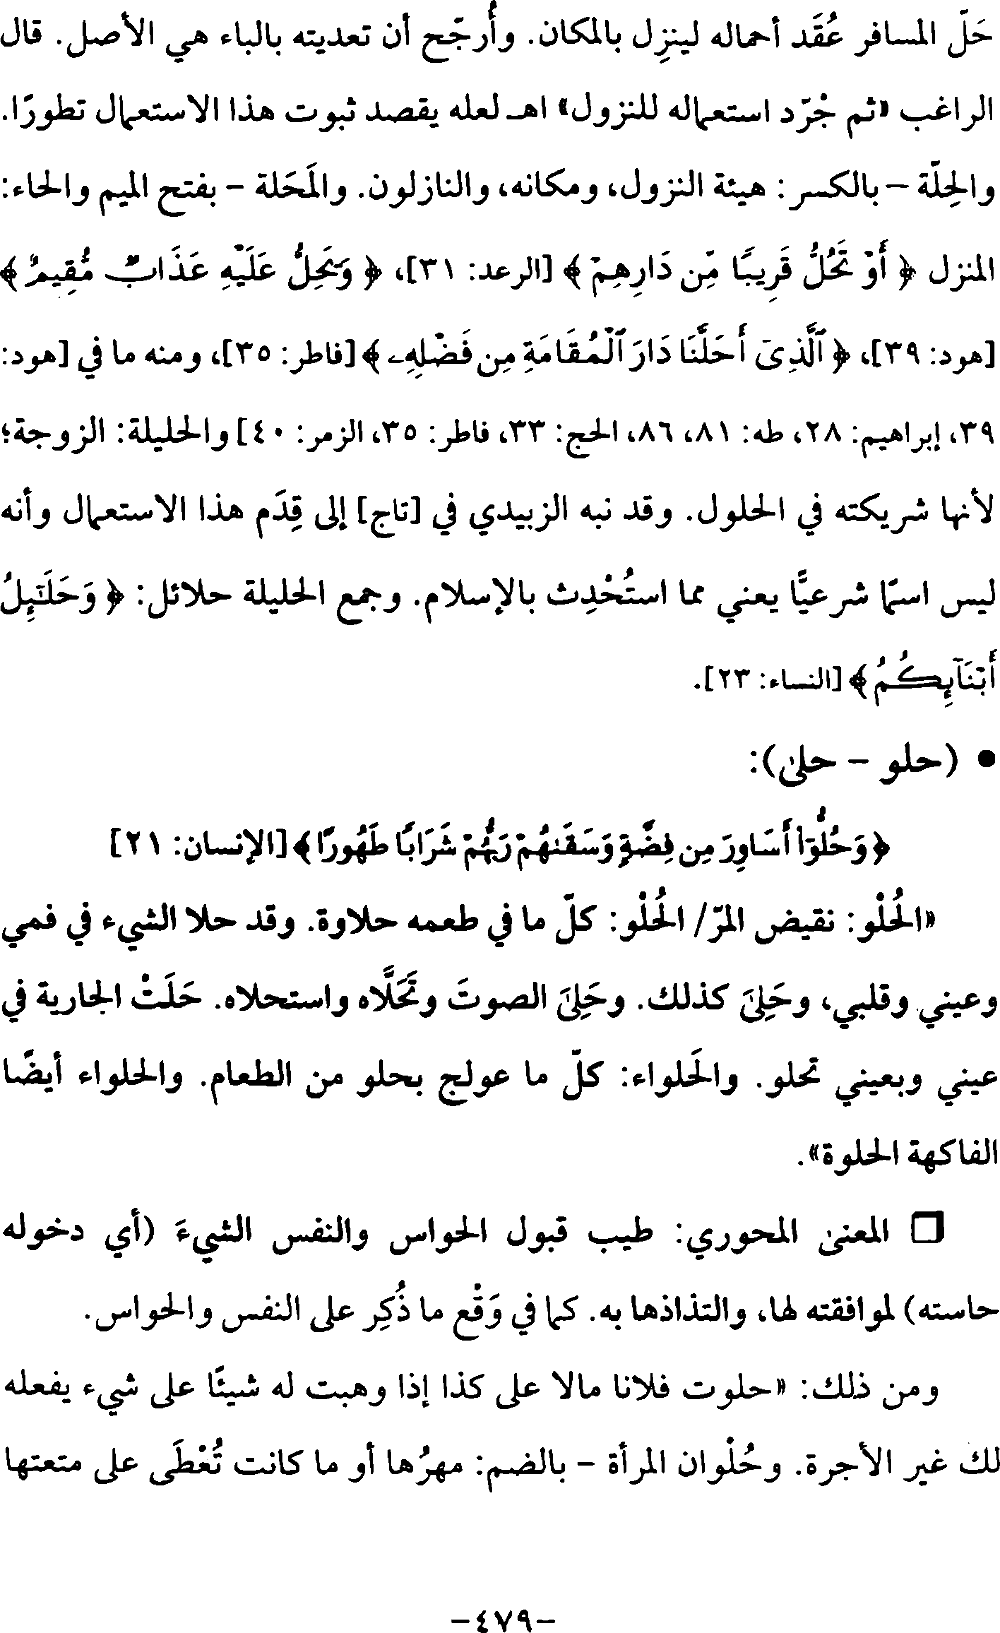 حَلّ المسافر عُقَد أحماله لينزِل بالمكان. وأُرجّح أن تعديته بالباء هي الأصل. قال
الراغب «ثم جُرّد استعماله للنزول» اهـ لعله يقصد ثبوت هذا الاستعمال تطورًا.
والحِلّة – بالكسر: هيئة النزول، ومكانه، والنازلون. والمَحَلة – بفتح الميم والحاء:
المنزل ﴿ أَوْ تَحُلُّ قَرِيبًا مِّن دَارِهِمْ ﴾ [الرعد: ٣١]، ﴿ وَيَحِلُّ عَلَيْهِ عَذَابٌ مُّقِيمٌ ﴾
[هود: ٣٩]، ﴿ ٱلَّذِىٓ أَحَلَّنَا دَارَ ٱلْمُقَامَةِ مِن فَضْلِهِۦ ﴾ [فاطر: ٣٥]، ومنه ما في [هود:
٣٩، إبراهيم: ٢٨، طه: ٨١، ٨٦، الحج: ٣٣، فاطر: ٣٥، الزمر: ٤٠] والحليلة: الزوجة؛
لأنها شريكته في الحلول. وقد نبه الزبيدي في [تاج] إلى قِدَم هذا الاستعمال وأنه
ليس اسمًا شرعيًّا يعني مما استُحْدِث بالإسلام. وجمع الحليلة حلائل: ﴿ وَحَلَـٰٓئِلُ
أَبْنَآئِكُمُ ﴾ [النساء: ٢٣].
• (حلو – حلى):
﴿ وَحُلُّوٓا۟ أَسَاوِرَ مِن فِضَّةٍ وَسَقَىٰهُمْ رَبُّهُمْ شَرَابًا طَهُورًا ﴾ [الإنسان: ٢١]
«الحُلْو: نقيض المرّ/ الحُلْو: كلّ ما في طعمه حلاوة. وقد حلا الشيء في فمي
وعيني وقلبي، وحَلِيَ كذلك. وحَلِيَ الصوتَ وتَحَلَّاه واستحلاه. حَلَتْ الجارية في
عيني وبعيني تحلو. والحَلواء: كلّ ما عولج بحلو من الطعام. والحلواء أيضًا
الفاكهة الحلوة».
❒ المعنى المحوري: طيب قبول الحواس والنفس الشيءَ (أي دخوله
حاسته) لموافقته لها، والتذاذها به. كما في وَقْع ما ذُكِر على النفس والحواس.
ومن ذلك: «حلوت فلانا مالا على كذا إذا وهبت له شيئًا على شيء يفعله
لك غير الأجرة. وحُلْوان المرأة – بالضم: مهرُها أو ما كانت تُعْطَى على متعتها
–٤٧٩–